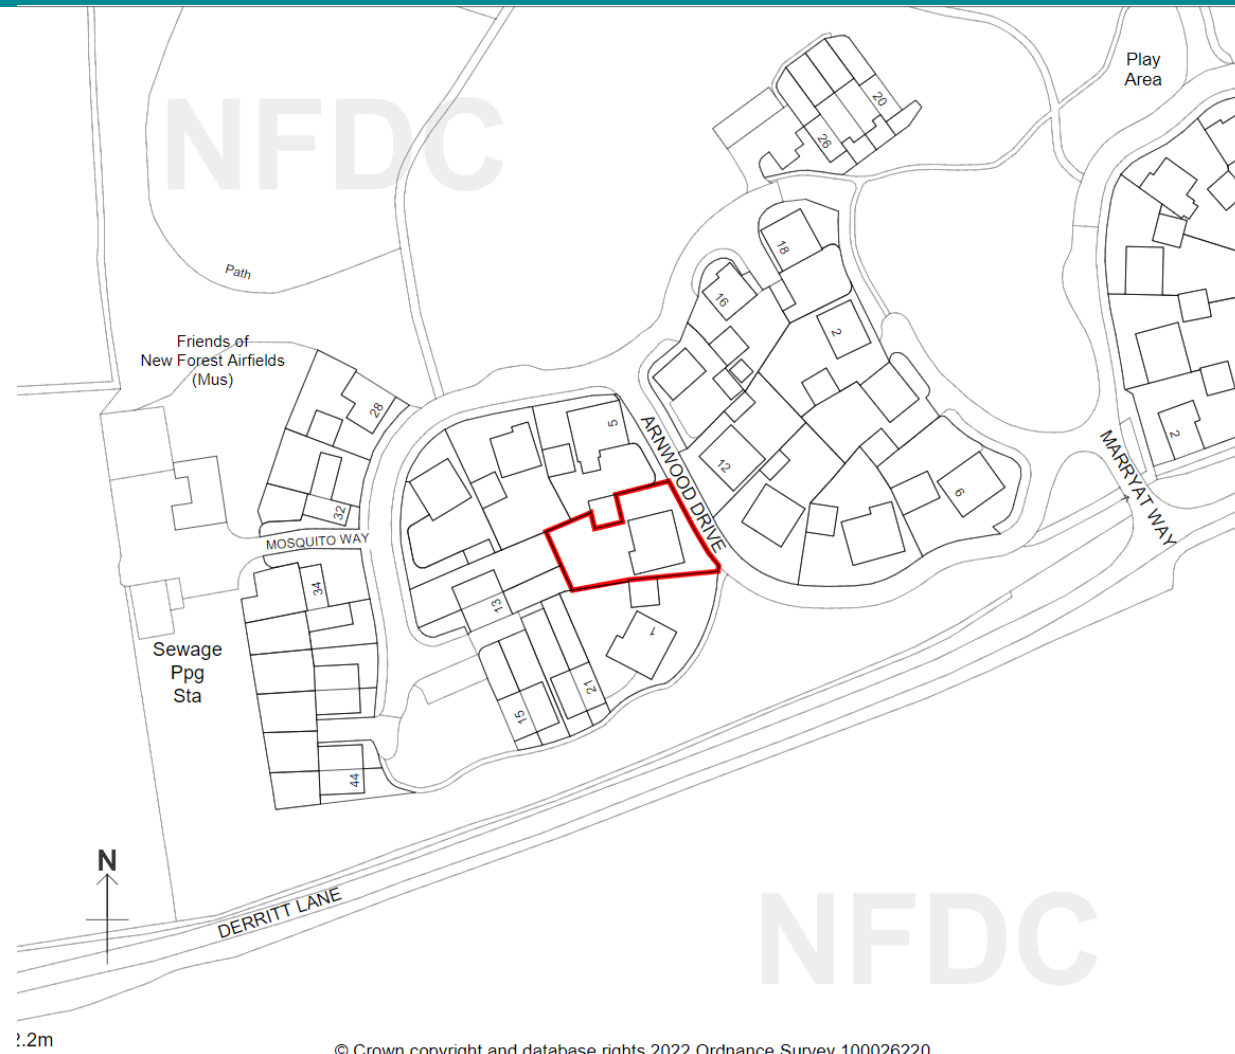 NFDC
Play
Area
20
26
18
16
2
Path
Friends of
New Forest Airfields
(Mus)
28
5
ARNWOOD DRIVE
12
2
MARRYAT WAY
6
32
MOSQUITO WAY
34
13
1
Sewage
Ppg
Sta
21
15
44
N
DERRITT LANE
NFDC
2.2m
© Crown copyright and database rights 2022 Ordnance Survey 100026220